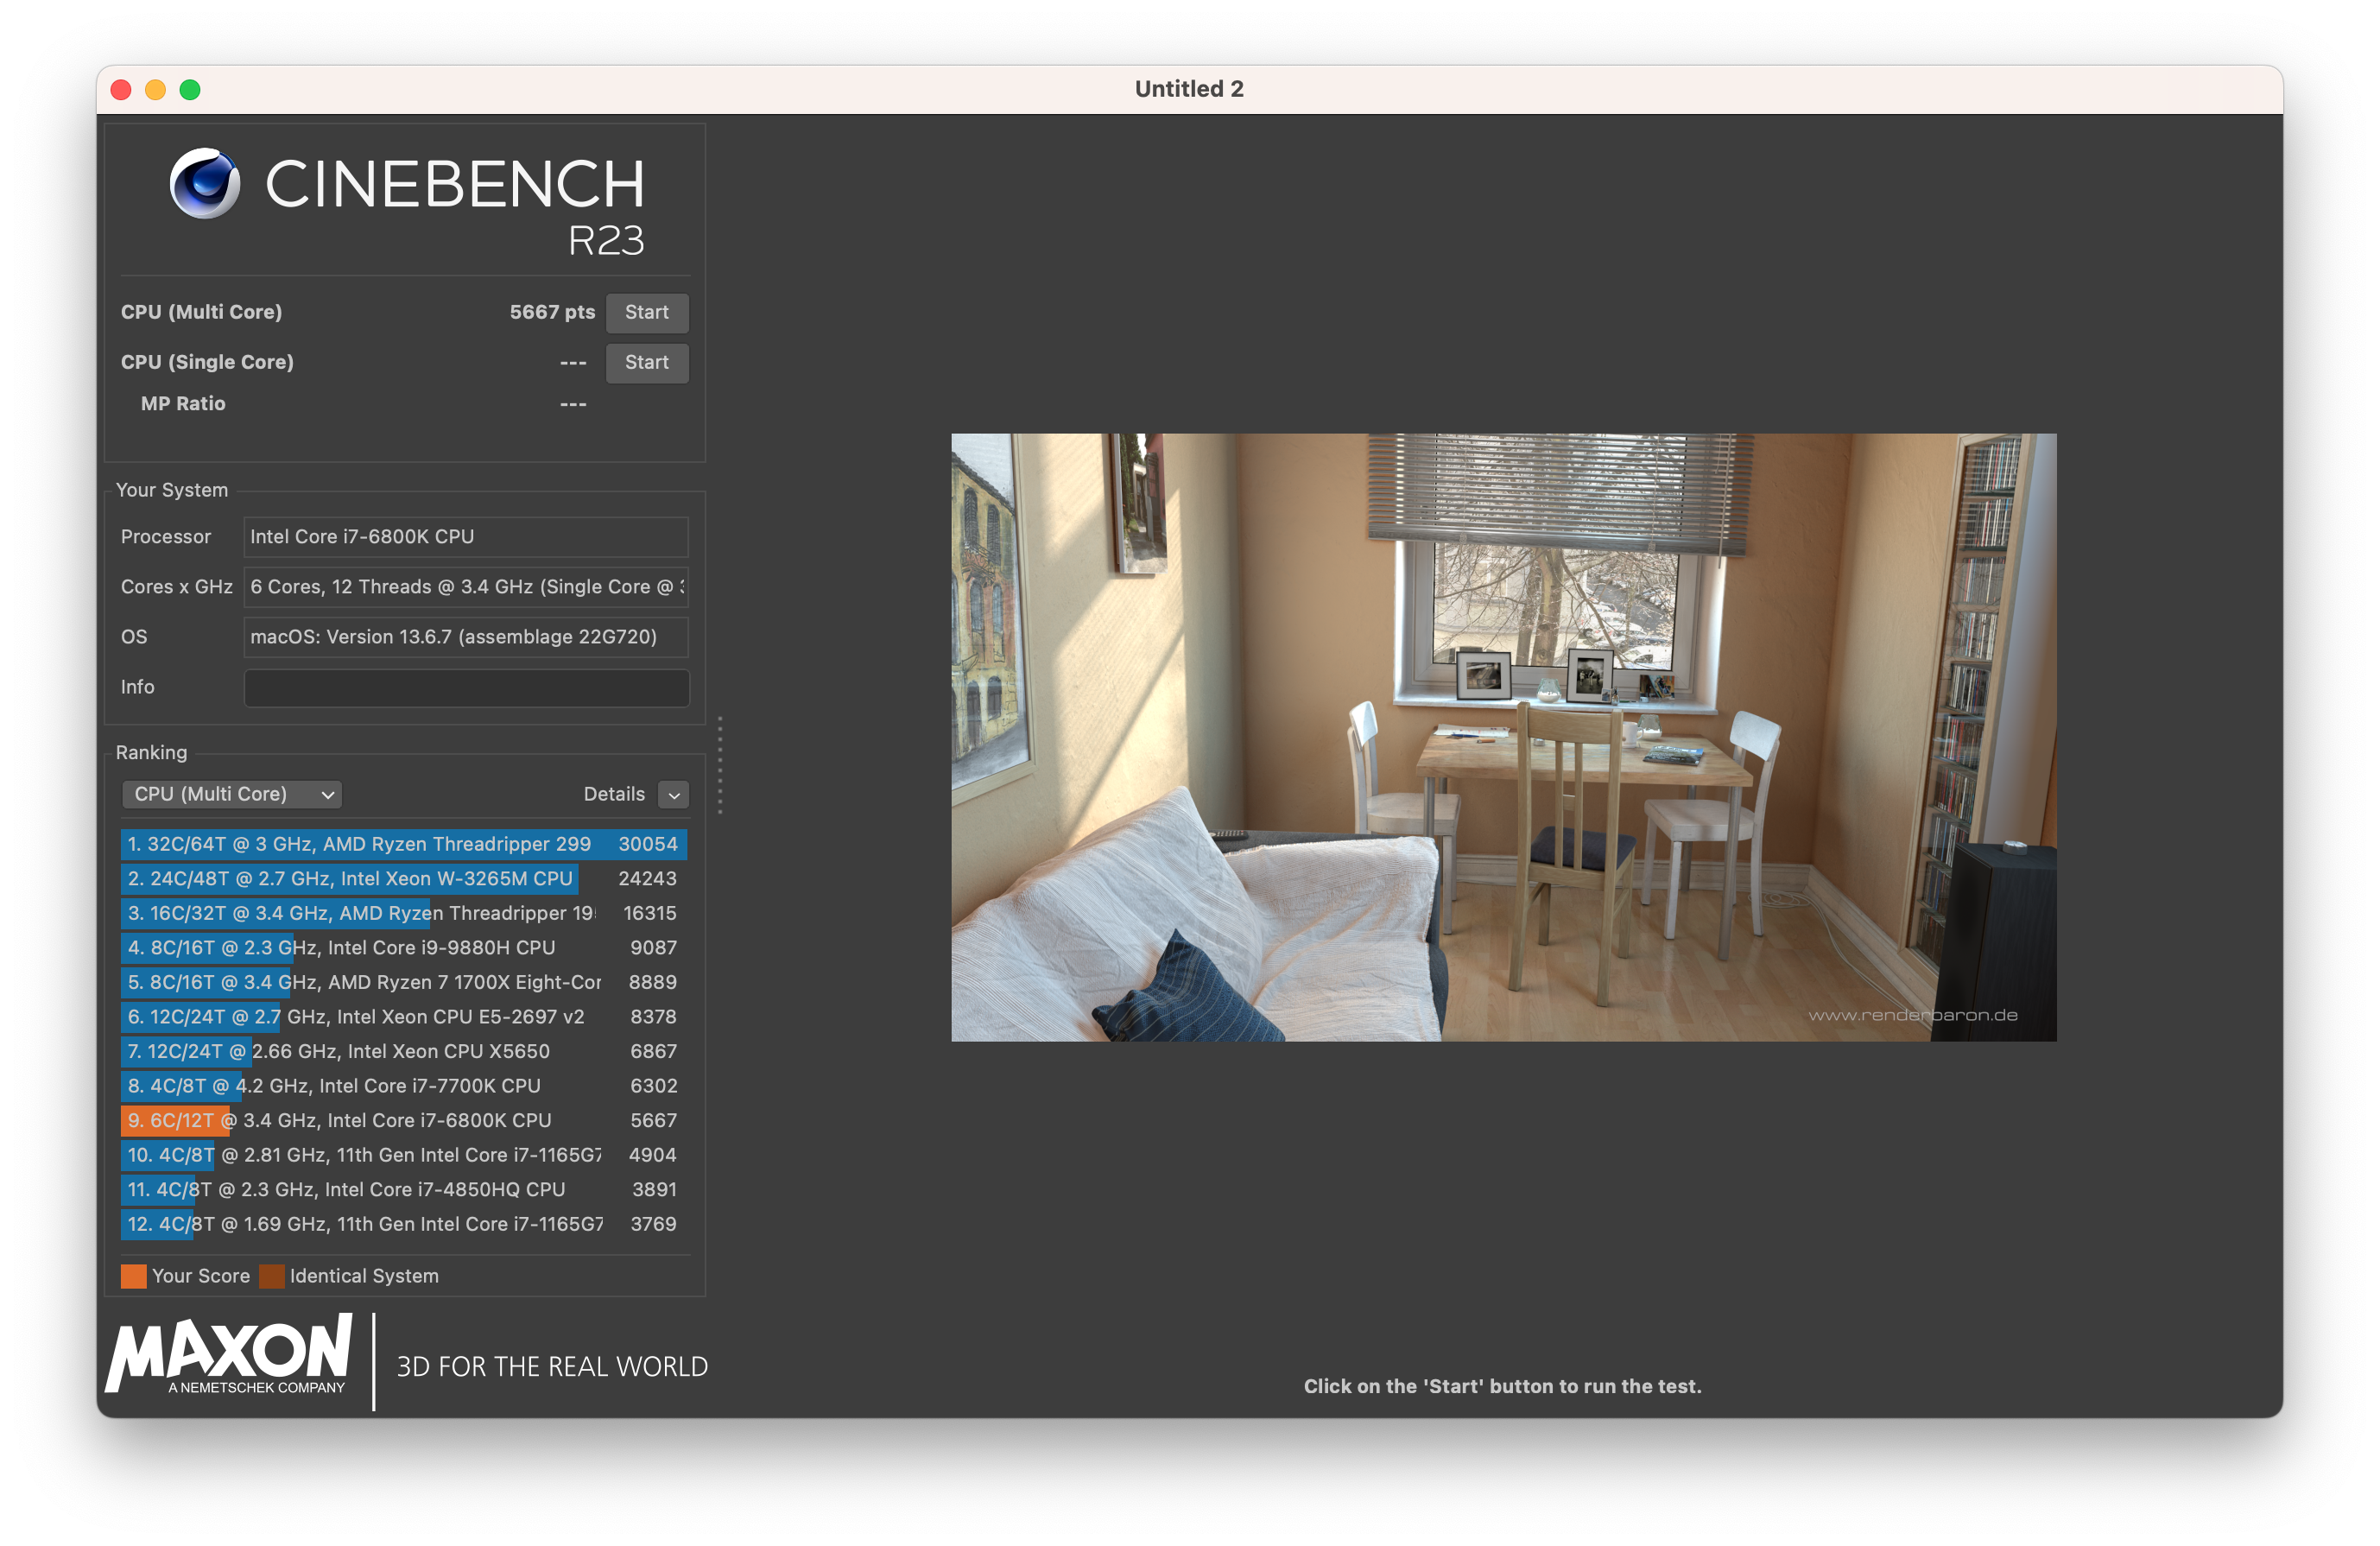 Untitled 2
CINEBENCH
R23
CPU (Multi Core) 5667 pts Start
CPU (Single Core) --- Start
MP Ratio ---
Your System
Processor Intel Core i7-6800K CPU
Cores x GHz 6 Cores, 12 Threads @ 3.4 GHz (Single Core @
OS macOS: Version 13.6.7 (assemblage 22G720)
Info
Ranking
CPU (Multi Core) Details
1. 32C/64T @ 3 GHz, AMD Ryzen Threadripper 299 30054
2. 24C/48T @ 2.7 GHz, Intel Xeon W-3265M CPU 24243
3. 16C/32T @ 3.4 GHz, AMD Ryzen Threadripper 19 16315
4. 8C/16T @ 2.3 GHz, Intel Core i9-9880H CPU 9087
5. 8C/16T @ 3.4 GHz, AMD Ryzen 7 1700X Eight-Cor 8889
6. 12C/24T @ 2.7 GHz, Intel Xeon CPU E5-2697 v2 8378
7. 12C/24T @ 2.66 GHz, Intel Xeon CPU X5650 6867
8. 4C/8T @ 4.2 GHz, Intel Core i7-7700K CPU 6302
9. 6C/12T @ 3.4 GHz, Intel Core i7-6800K CPU 5667
10. 4C/8T @ 2.81 GHz, 11th Gen Intel Core i7-1165G7 4904
11. 4C/8T @ 2.3 GHz, Intel Core i7-4850HQ CPU 3891
12. 4C/8T @ 1.69 GHz, 11th Gen Intel Core i7-1165G7 3769
Your Score Identical System
MAXON
A NEMETSCHEK COMPANY
3D FOR THE REAL WORLD
www.renderbaron.de
Click on the 'Start' button to run the test.